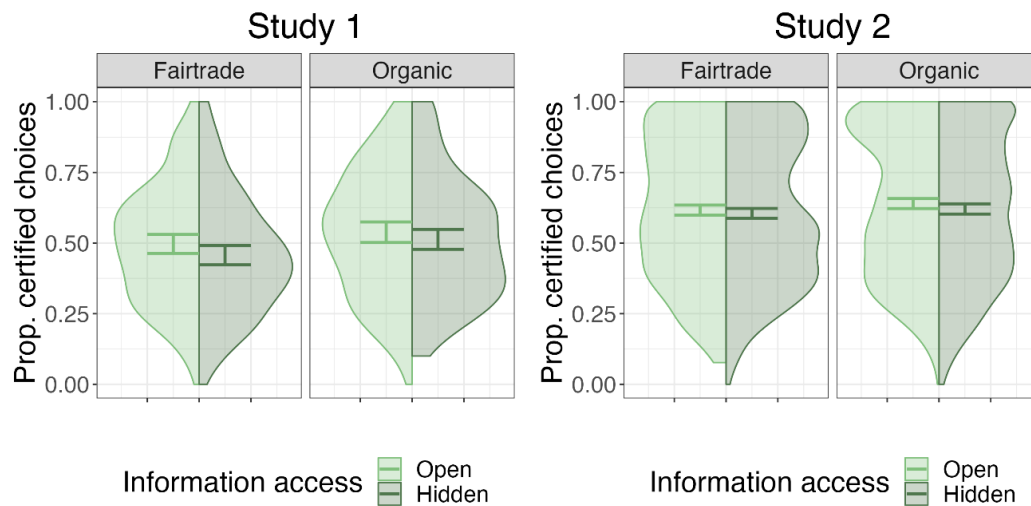 Study 1
Fairtrade
Organic
Prop. certified choices
1.00
0.75
0.50
0.25
0.00
Information access
Open
Hidden
Study 2
Fairtrade
Organic
Prop. certified choices
1.00
0.75
0.50
0.25
0.00
Information access
Open
Hidden